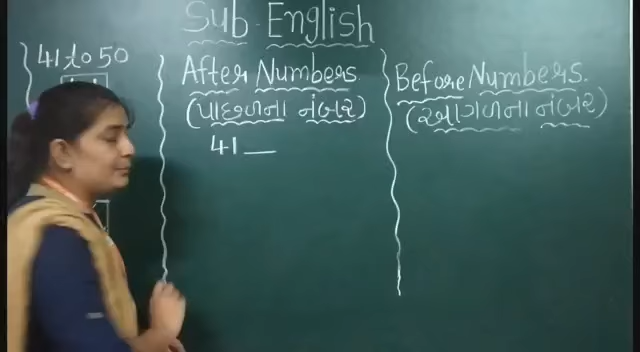 Sub English
41 to 50
After Numbers.
(પાછળના નંબર)
41 __
Before Numbers.
(આગળના નંબર)